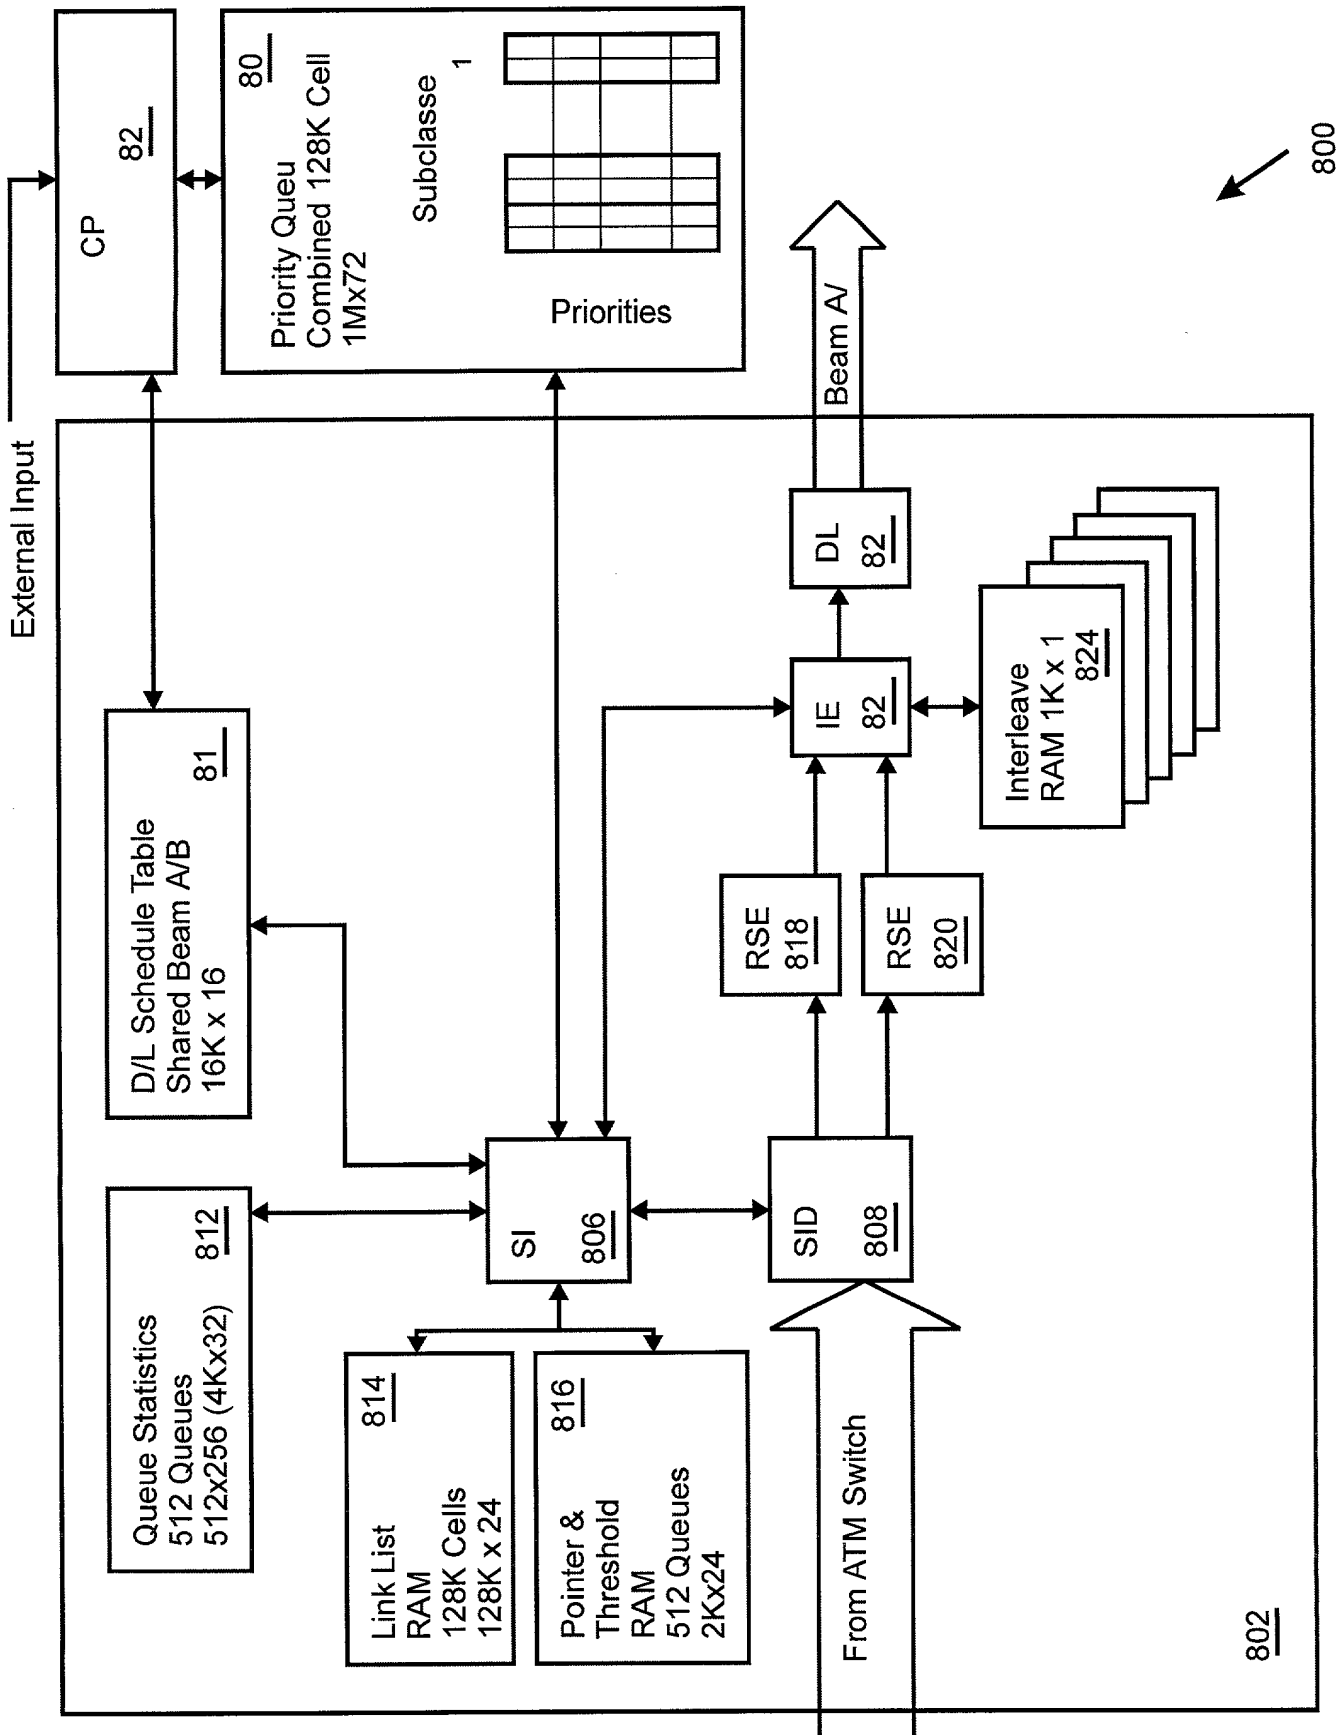 External Input
CP
82
80
Priority Queu
Combined 128K Cell
1Mx72
Subclasse
1
Priorities
Queue Statistics
512 Queues
512x256 (4Kx32)
812
D/L Schedule Table
Shared Beam A/B
16K x 16
81
Link List
RAM
128K Cells
128K x 24
814
Pointer &
Threshold
RAM
512 Queues
2Kx24
816
SI
806
SID
808
RSE
818
RSE
820
IE
82
DL
82
Beam A/
Interleave
RAM 1K x 1
824
From ATM Switch
802
800